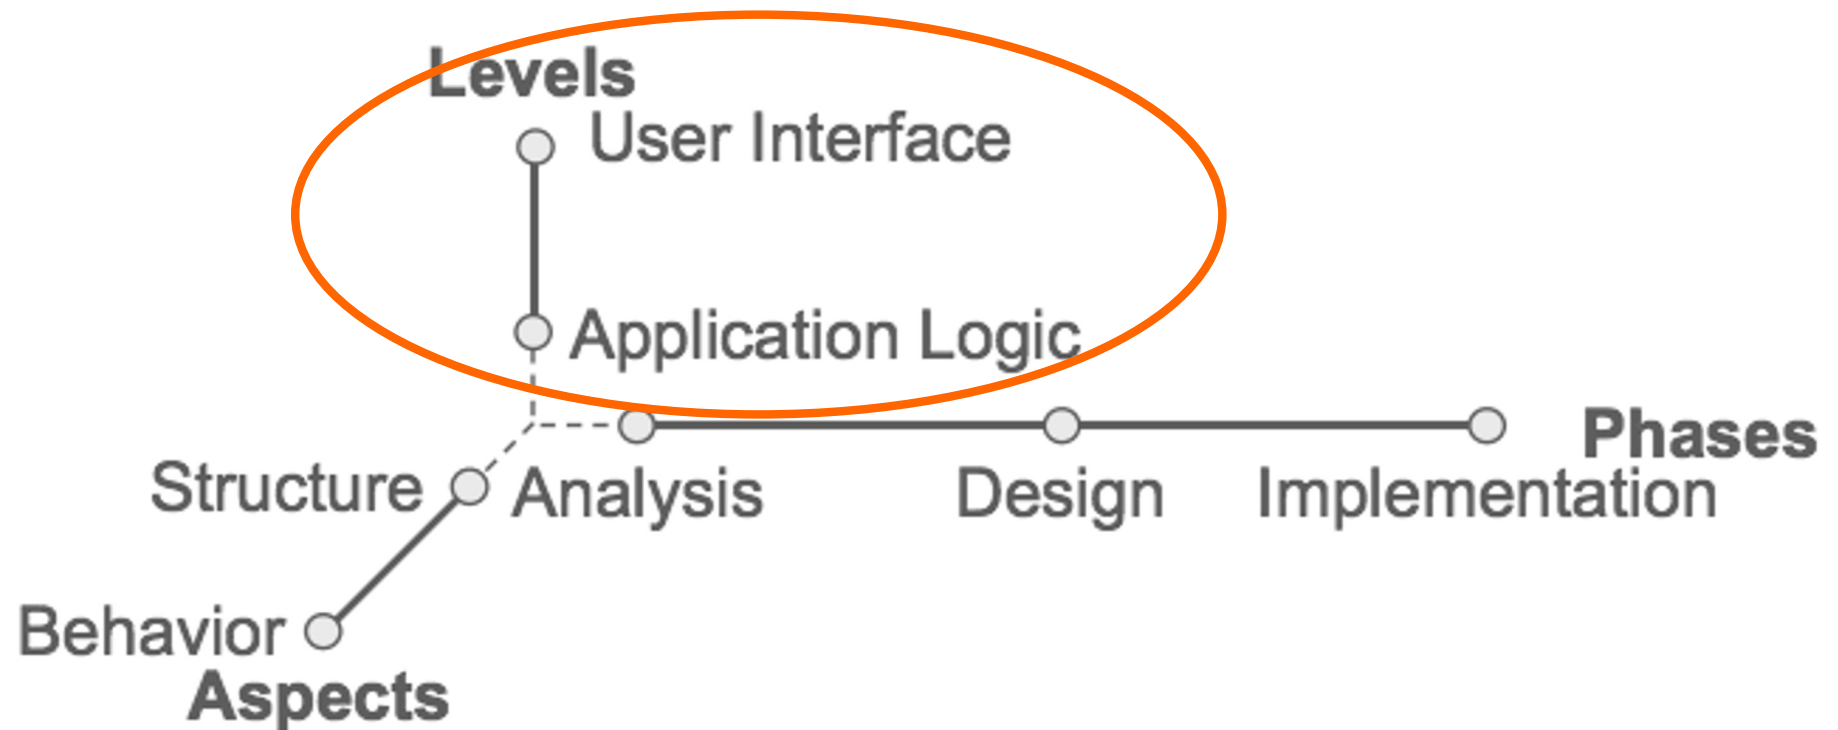 Levels
User Interface
Application Logic
Phases
Structure
Analysis
Design
Implementation
Behavior
Aspects